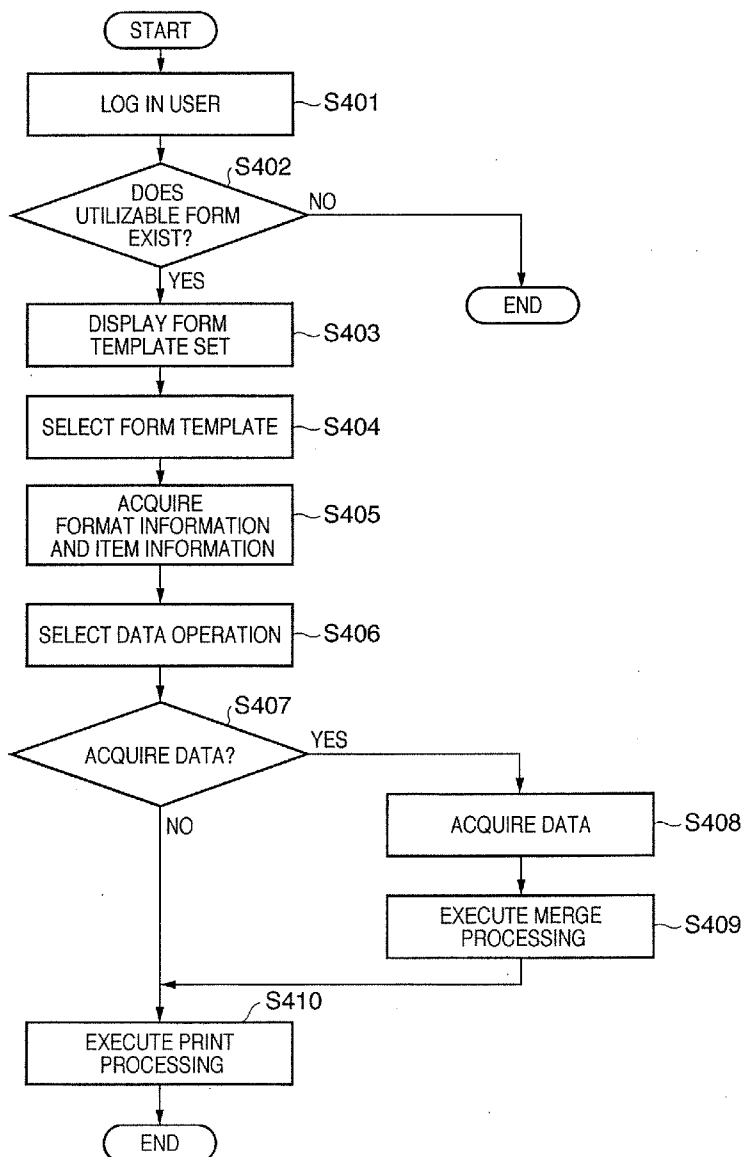 START
LOG IN USER
S401
S402
DOES
UTILIZABLE FORM
EXIST?
NO
YES
END
DISPLAY FORM
TEMPLATE SET
S403
SELECT FORM TEMPLATE
S404
ACQUIRE
FORMAT INFORMATION
AND ITEM INFORMATION
S405
SELECT DATA OPERATION
S406
S407
ACQUIRE DATA?
YES
NO
ACQUIRE DATA
S408
EXECUTE MERGE
PROCESSING
S409
S410
EXECUTE PRINT
PROCESSING
END